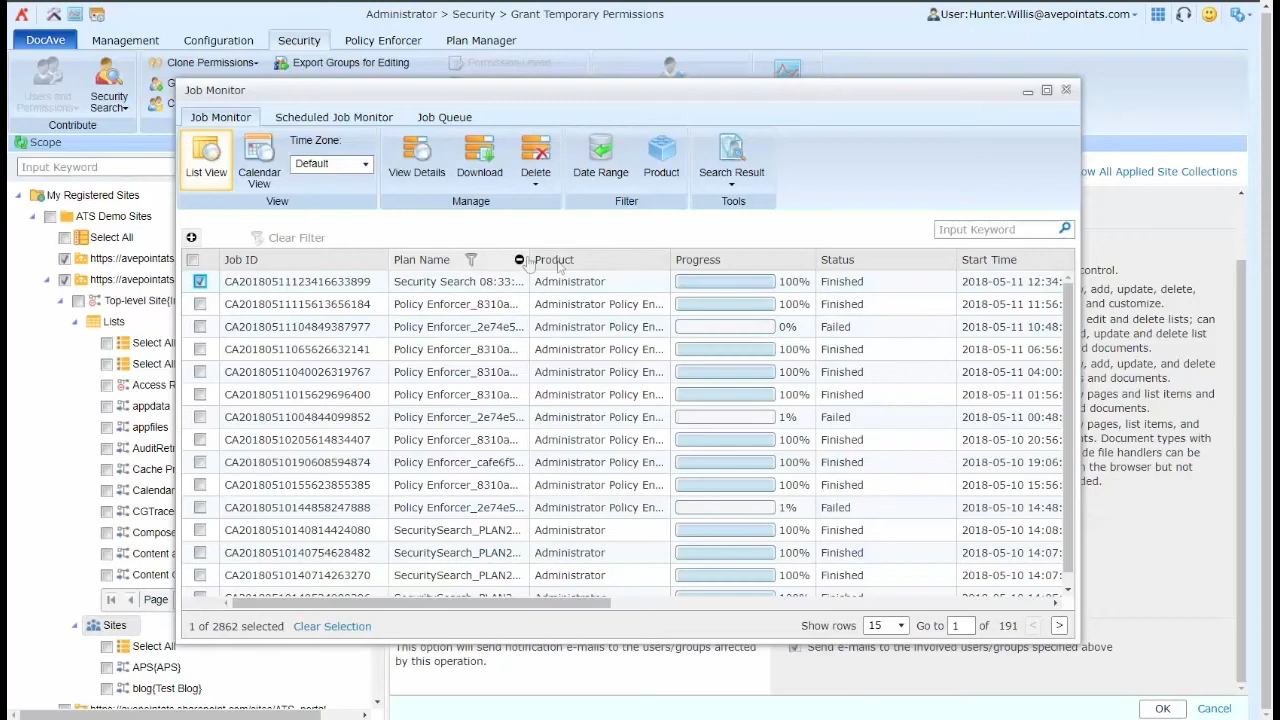 Administrator > Security > Grant Temporary Permissions
User:Hunter.Willis@avepointats.com
DocAve
Management
Configuration
Security
Policy Enforcer
Plan Manager
Users and Permissions
Security Search
Clone Permissions
Export Groups for Editing
Contribute
Scope
Input Keyword
My Registered Sites
ATS Demo Sites
Select All
https://avepointats
https://avepointats
Top-level Site{
Lists
Select Al
Select Al
Access R
appdata
appfiles
AuditRet
Cache Pr
Calendar
CGTrace
Compose
Content a
Content
Page
Sites
Select All
APS{APS}
blog{Test Blog}
https://avepointats.sharepoint.com/sites/ATS_portal
Job Monitor
Job Monitor
Scheduled Job Monitor
Job Queue
List View
Calendar View
Time Zone:
Default
View Details
Download
Delete
Date Range
Product
Search Result
View
Manage
Filter
Tools
Clear Filter
Input Keyword
Job ID Plan Name Product Progress Status Start Time
CA20180511123416633899 Security Search 08:33:... Administrator 100% Finished 2018-05-11 12:34:
CA20180511115613656184 Policy Enforcer_8310a... Administrator Policy En... 100% Finished 2018-05-11 11:56:
CA20180511104849387977 Policy Enforcer_2e74e5... Administrator Policy En... 0% Failed 2018-05-11 10:48:
CA20180511065626632141 Policy Enforcer_8310a... Administrator Policy En... 100% Finished 2018-05-11 06:56:
CA20180511040026319767 Policy Enforcer_8310a... Administrator Policy En... 100% Finished 2018-05-11 04:00:
CA20180511015629696400 Policy Enforcer_8310a... Administrator Policy En... 100% Finished 2018-05-11 01:56:
CA20180511004844099852 Policy Enforcer_2e74e5... Administrator Policy En... 1% Failed 2018-05-11 00:48:
CA20180510205614834407 Policy Enforcer_8310a... Administrator Policy En... 100% Finished 2018-05-10 20:56:
CA20180510190608594874 Policy Enforcer_cafe6f5... Administrator Policy En... 100% Finished 2018-05-10 19:06:
CA20180510155623855385 Policy Enforcer_8310a... Administrator Policy En... 100% Finished 2018-05-10 15:56:
CA20180510144858247888 Policy Enforcer_2e74e5... Administrator Policy En... 1% Failed 2018-05-10 14:48:
CA20180510140814424080 SecuritySearch_PLAN2... Administrator 100% Finished 2018-05-10 14:08:
CA20180510140754628482 SecuritySearch_PLAN2... Administrator 100% Finished 2018-05-10 14:07:
CA20180510140714263270 SecuritySearch_PLAN2... Administrator 100% Finished 2018-05-10 14:07:
1 of 2862 selected
Clear Selection
Show rows 15
Go to 1 of 191
ow All Applied Site Collections
control.
, add, update, delete,
and customize.
edit and delete lists; can
d, update and delete list
d documents.
, add, update, and delete
and documents.
pages and list items and
d documents.
pages, list items, and
ts. Document types with
de file handlers can be
n the browser but not
ded.
This option will send notification e-mails to the users/groups affected
by this operation.
Send e-mails to the involved users/groups specified above
OK
Cancel